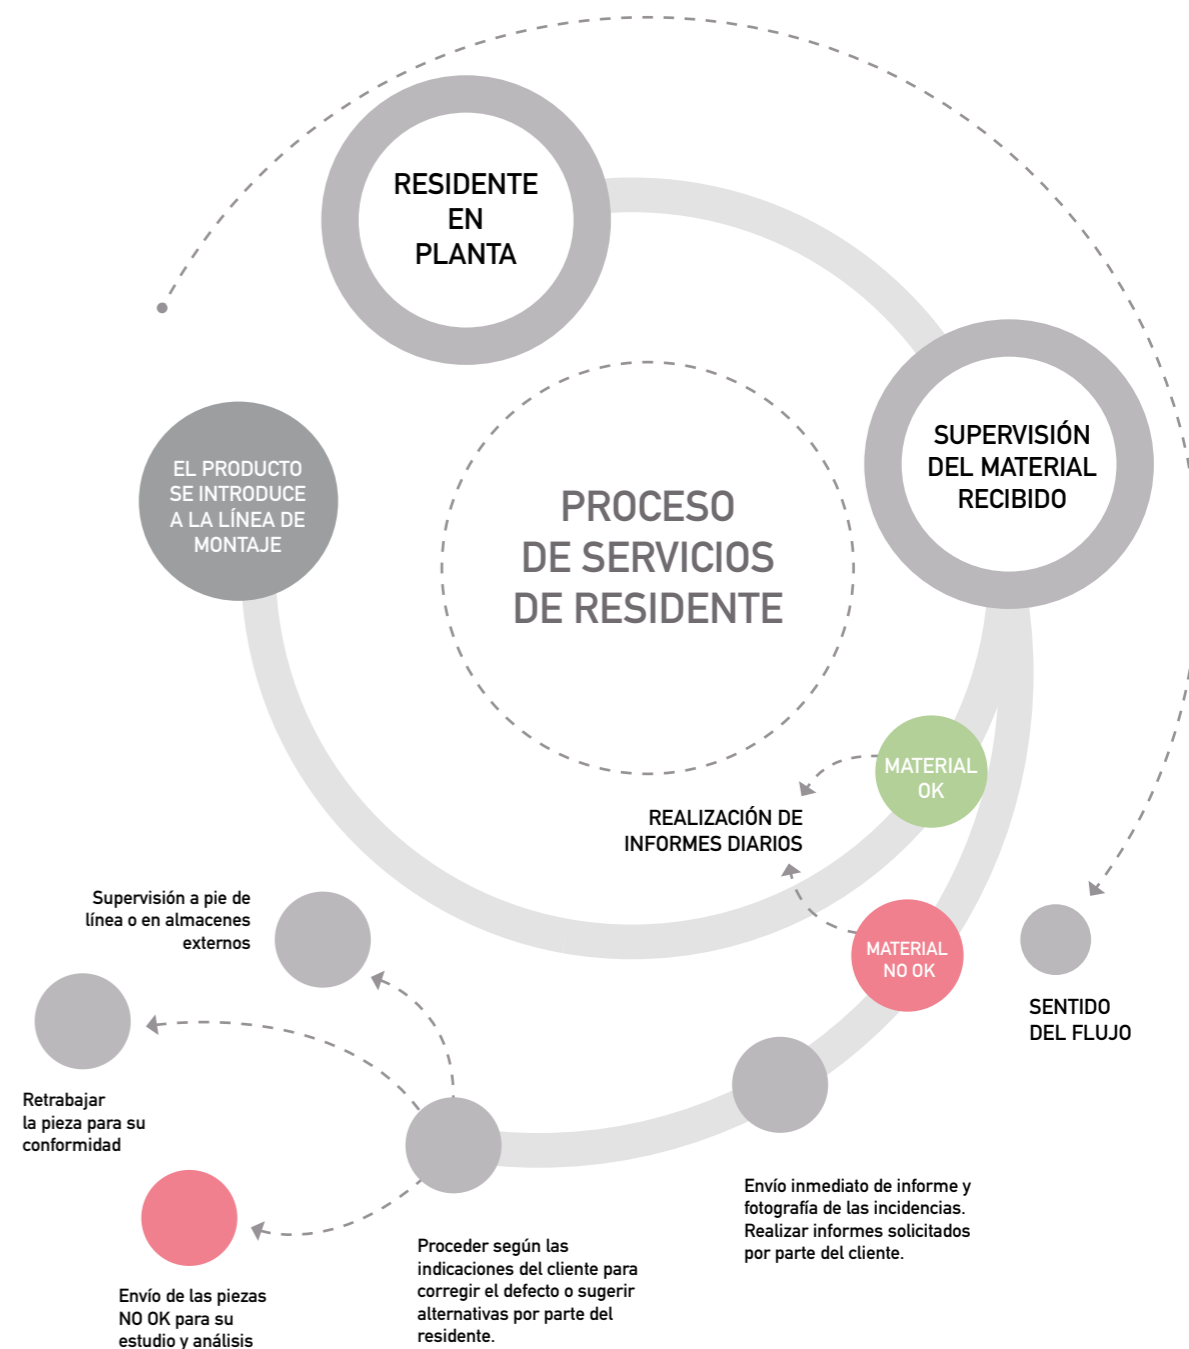 RESIDENTE
EN
PLANTA
SUPERVISIÓN
DEL MATERIAL
RECIBIDO
EL PRODUCTO
SE INTRODUCE
A LA LÍNEA DE
MONTAJE
PROCESO
DE SERVICIOS
DE RESIDENTE
MATERIAL
OK
REALIZACIÓN DE
INFORMES DIARIOS
MATERIAL
NO OK
SENTIDO
DEL FLUJO
Supervisión a pie de
línea o en almacenes
externos
Retrabajar
la pieza para su
conformidad
Envío inmediato de informe y
fotografía de las incidencias.
Realizar informes solicitados
por parte del cliente.
Proceder según las
indicaciones del cliente para
corregir el defecto o sugerir
alternativas por parte del
residente.
Envío de las piezas
NO OK para su
estudio y análisis